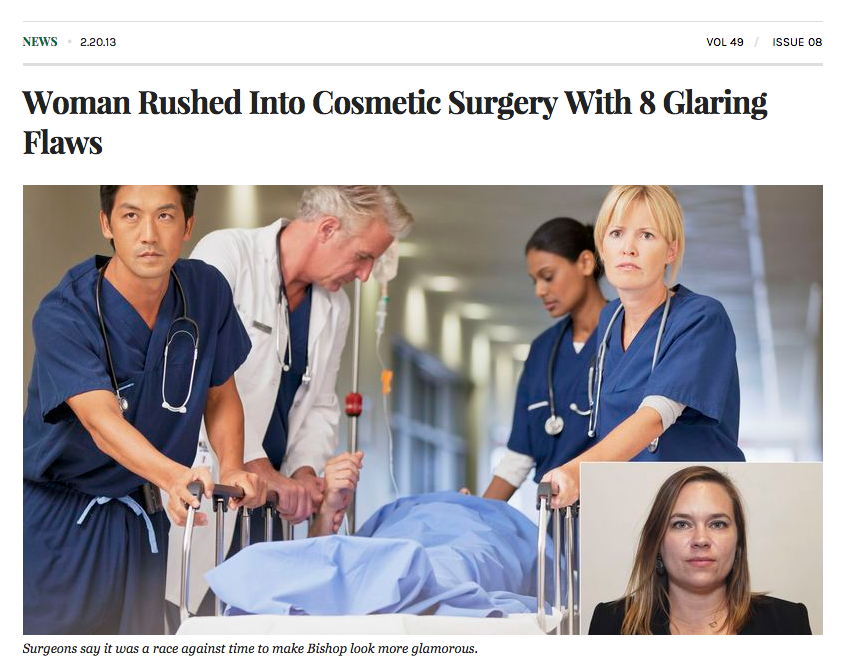 NEWS • 2.20.13 VOL 49 / ISSUE 08
Woman Rushed Into Cosmetic Surgery With 8 Glaring
Flaws
Surgeons say it was a race against time to make Bishop look more glamorous.